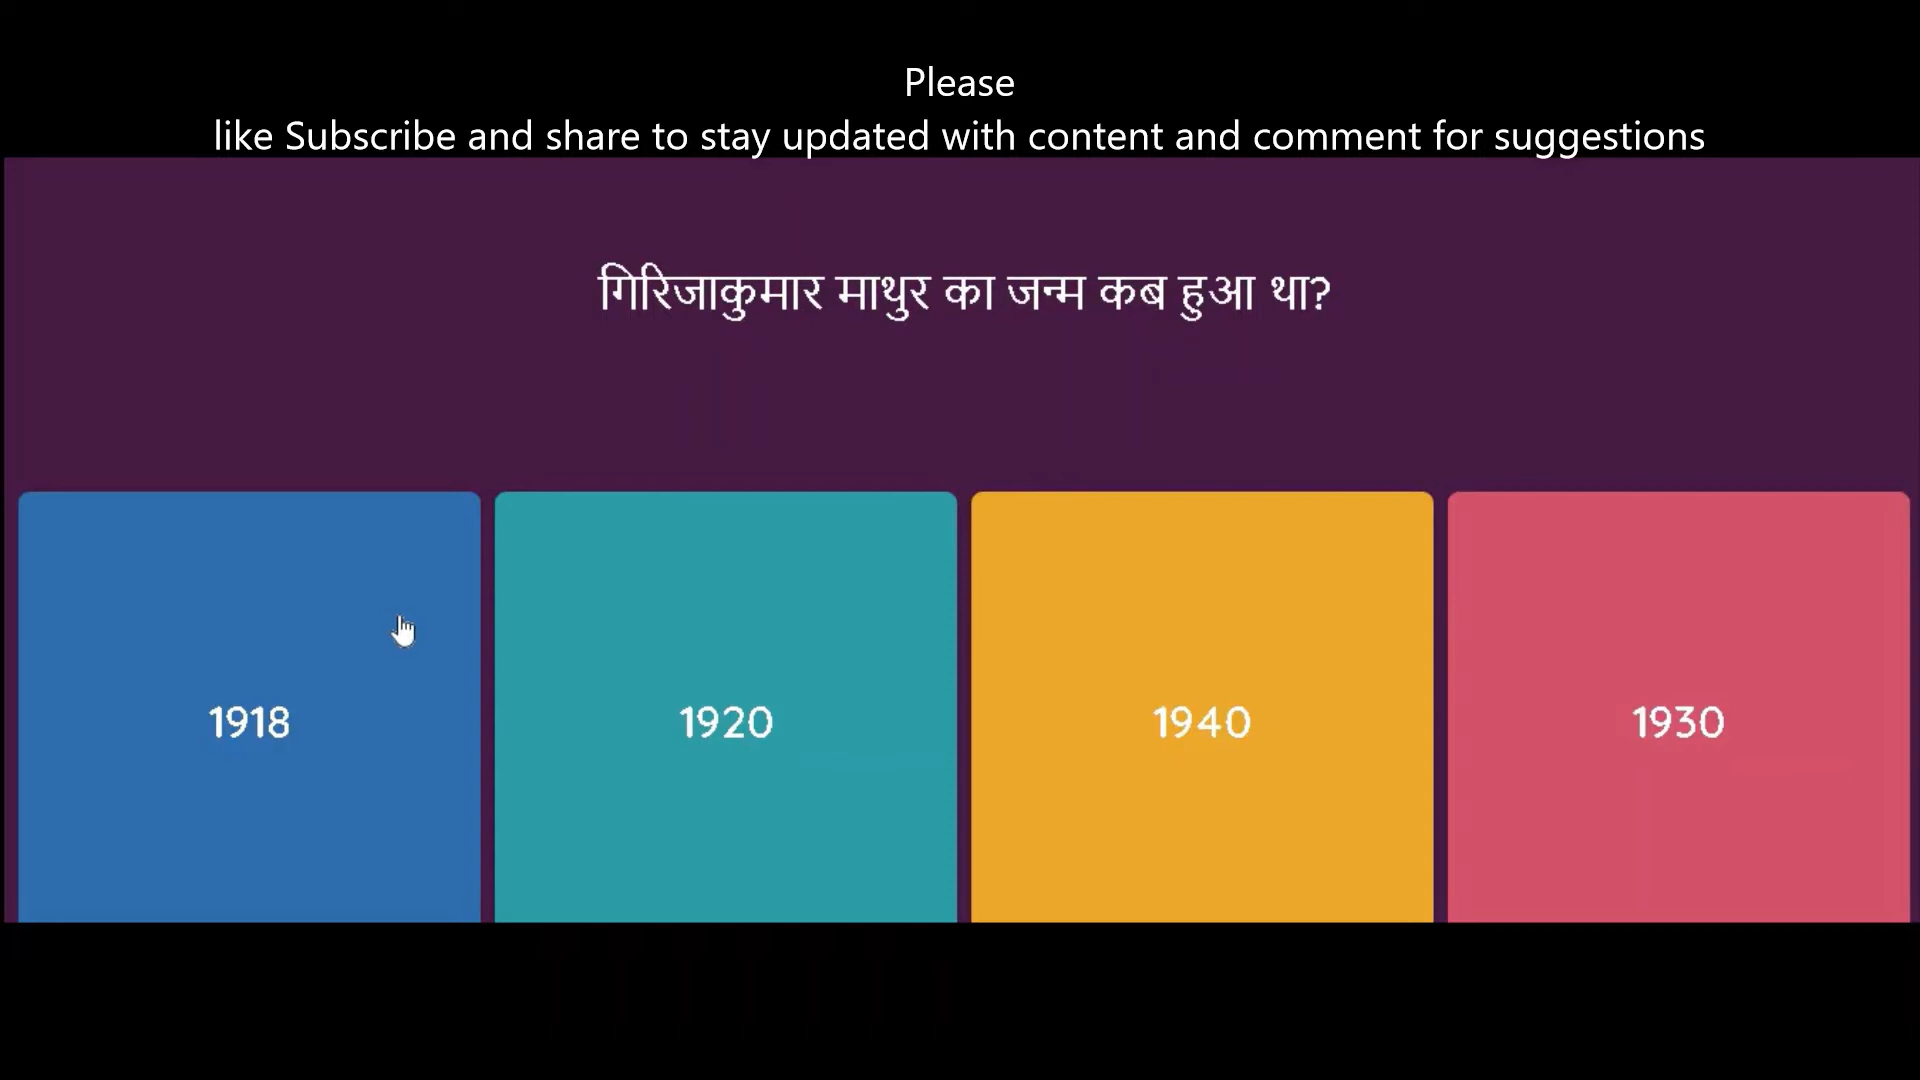 Please
like Subscribe and share to stay updated with content and comment for suggestions
गिरिजाकुमार माथुर का जन्म कब हुआ था?
1918
1920
1940
1930